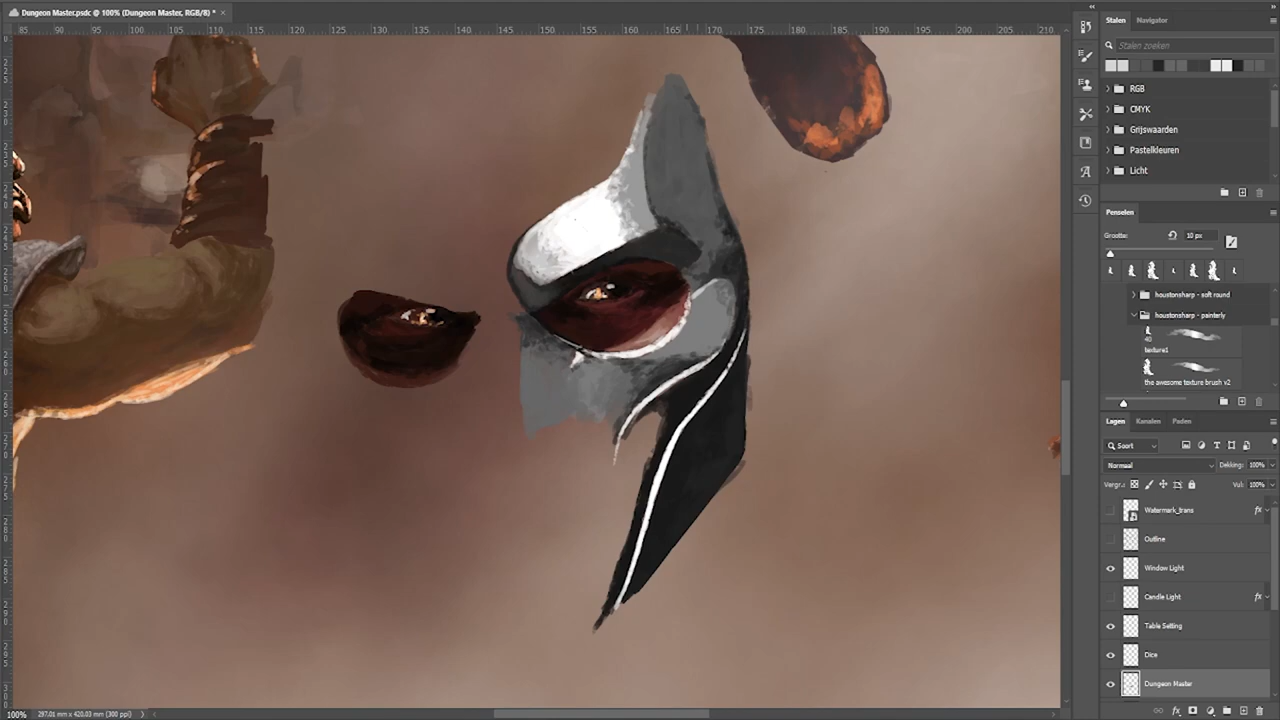 Dungeon Master.psdc @ 100% (Dungeon Master, RGB/8) * ×
85 90 95 100 105 110 115 120 125 130 135 140 145 150 155 160 165 170 175 180 185 190 195 200 205 210
Stalen Navigator
Stalen zoeken
RGB
CMYK
Grijswaarden
Pastelkleuren
Licht
Penselen
Grootte: 10 px
houstonsharp - soft round
houstonsharp - painterly
40
texture1
the awesome texture brush v2
Lagen Kanalen Paden
Soort
Normaal Dekking: 100%
Vergr.: Vul: 100%
Watermark_trans fx
Outline
Window Light
Candle Light fx
Table Setting
Dice
Dungeon Master
100% 297,01 mm x 420,03 mm (300 ppi)